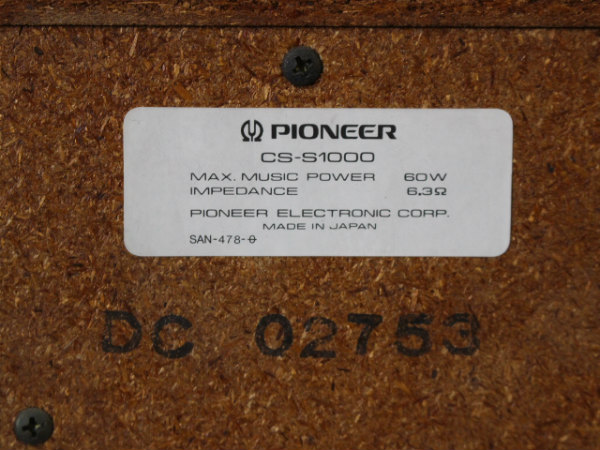 PIONEER
CS-S1000
MAX. MUSIC POWER 60W
IMPEDANCE 6.3Ω
PIONEER ELECTRONIC CORP.
MADE IN JAPAN
SAN-478-0
DC 02753